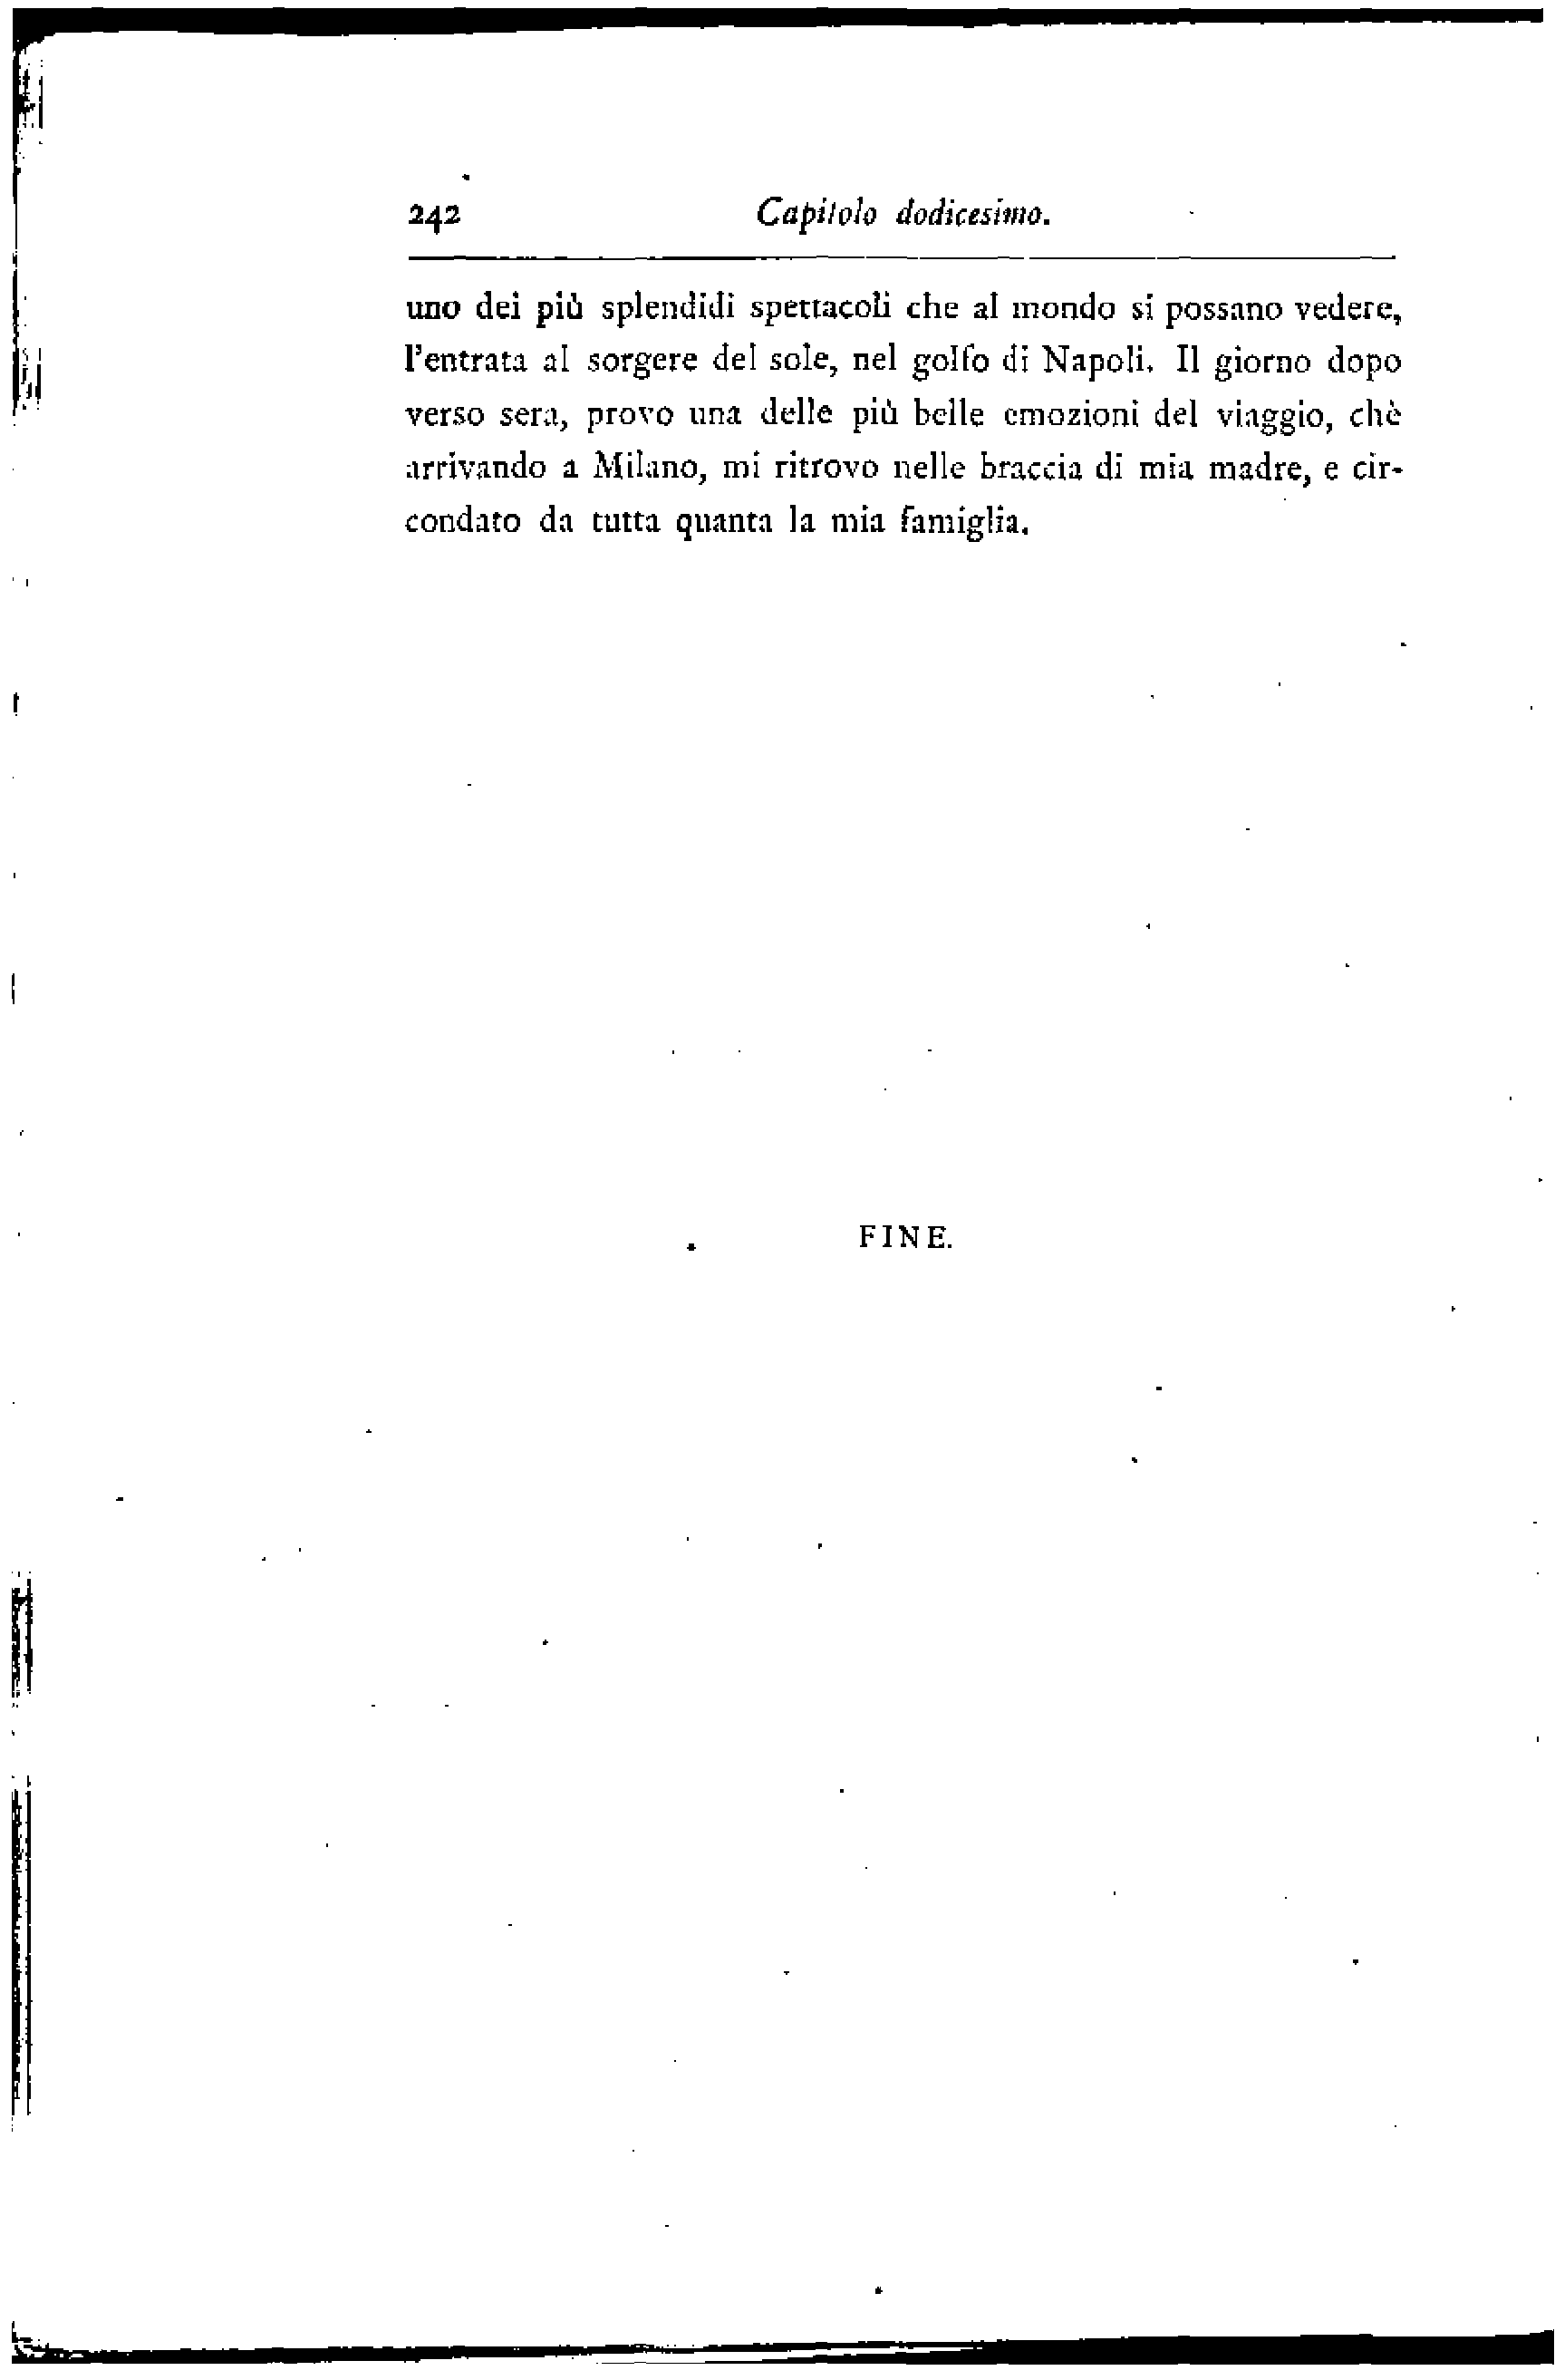 242 Capitolo dodicesimo.
uno dei più splendidi spettacoli che al mondo si possano vedere,
l'entrata al sorgere del sole, nel golfo di Napoli. Il giorno dopo
verso sera, provo una delle più belle emozioni del viaggio, chè
arrivando a Milano, mi ritrovo nelle braccia di mia madre, e cir-
condato da tutta quanta la mia famiglia.
FINE.